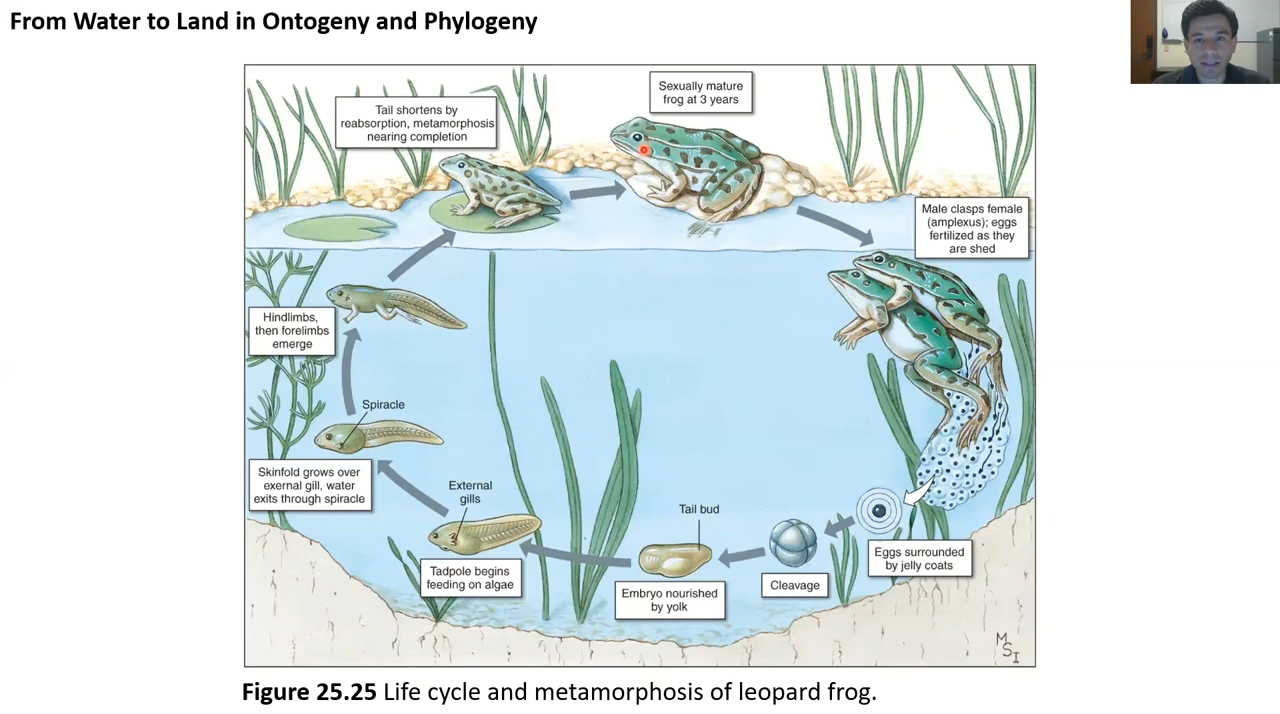 From Water to Land in Ontogeny and Phylogeny
Sexually mature
frog at 3 years
Tail shortens by
reabsorption, metamorphosis
nearing completion
Male clasps female
(amplexus); eggs
fertilized as they
are shed
Hindlimbs,
then forelimbs
emerge
Spiracle
Skinfold grows over
exernal gill, water
exits through spiracle
External
gills
Tadpole begins
feeding on algae
Tail bud
Embryo nourished
by yolk
Cleavage
Eggs surrounded
by jelly coats
M
S
I
Figure 25.25 Life cycle and metamorphosis of leopard frog.